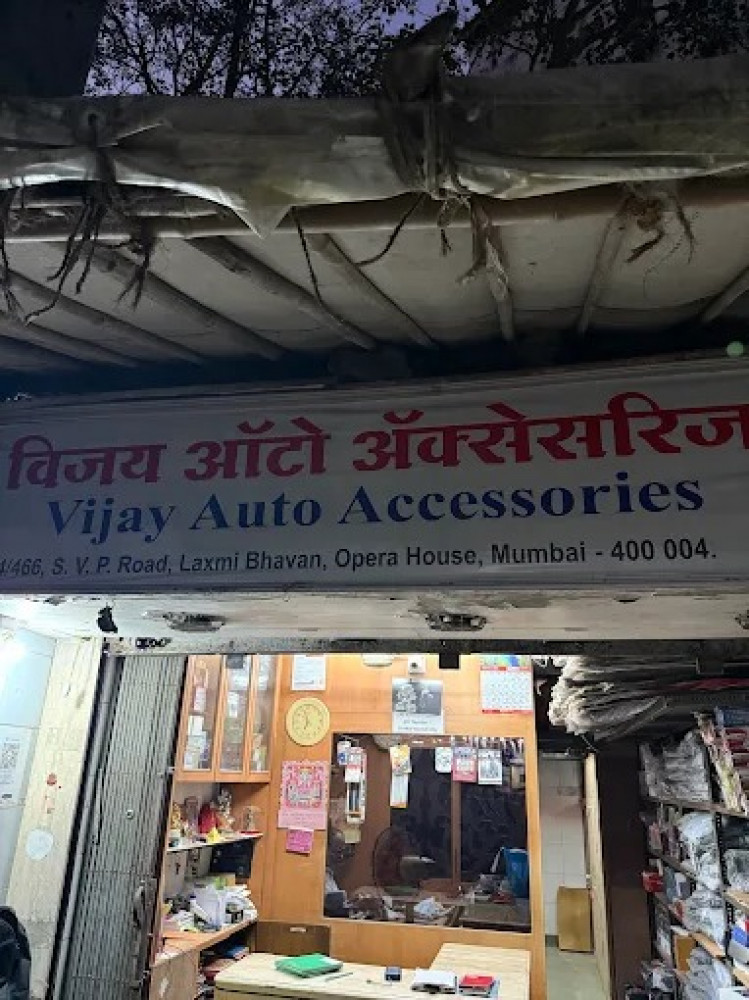 विजय ऑटो ॲक्सेसरिज
Vijay Auto Accessories
4/466, S. V. P. Road, Laxmi Bhavan, Opera House, Mumbai - 400 004.